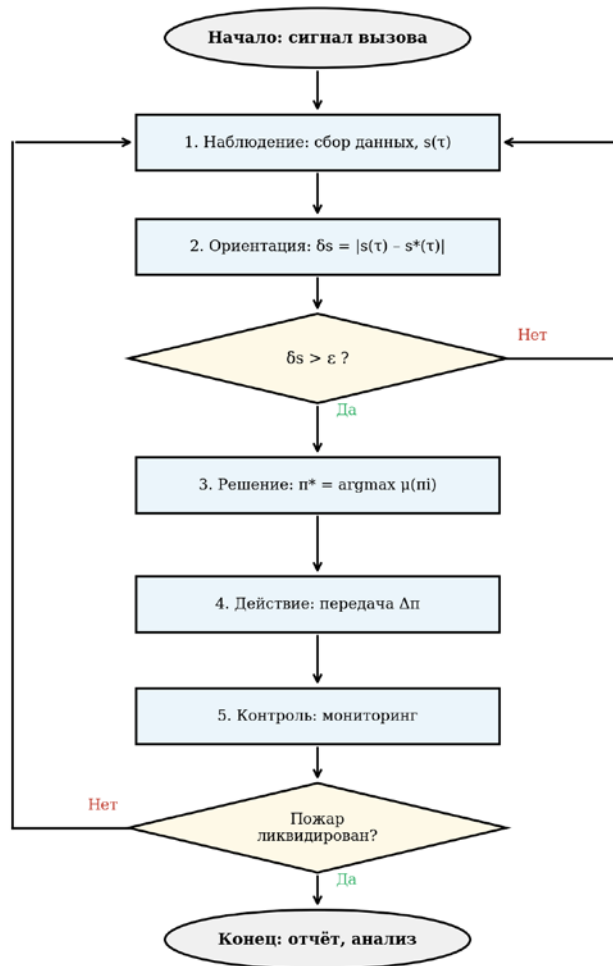 Начало: сигнал вызова
1. Наблюдение: сбор данных, s(τ)
2. Ориентация: δs = |s(τ) – s*(τ)|
Нет
δs > ε ?
Да
3. Решение: π* = argmax μ(πi)
4. Действие: передача Δπ
5. Контроль: мониторинг
Нет
Пожар
ликвидирован?
Да
Конец: отчёт, анализ